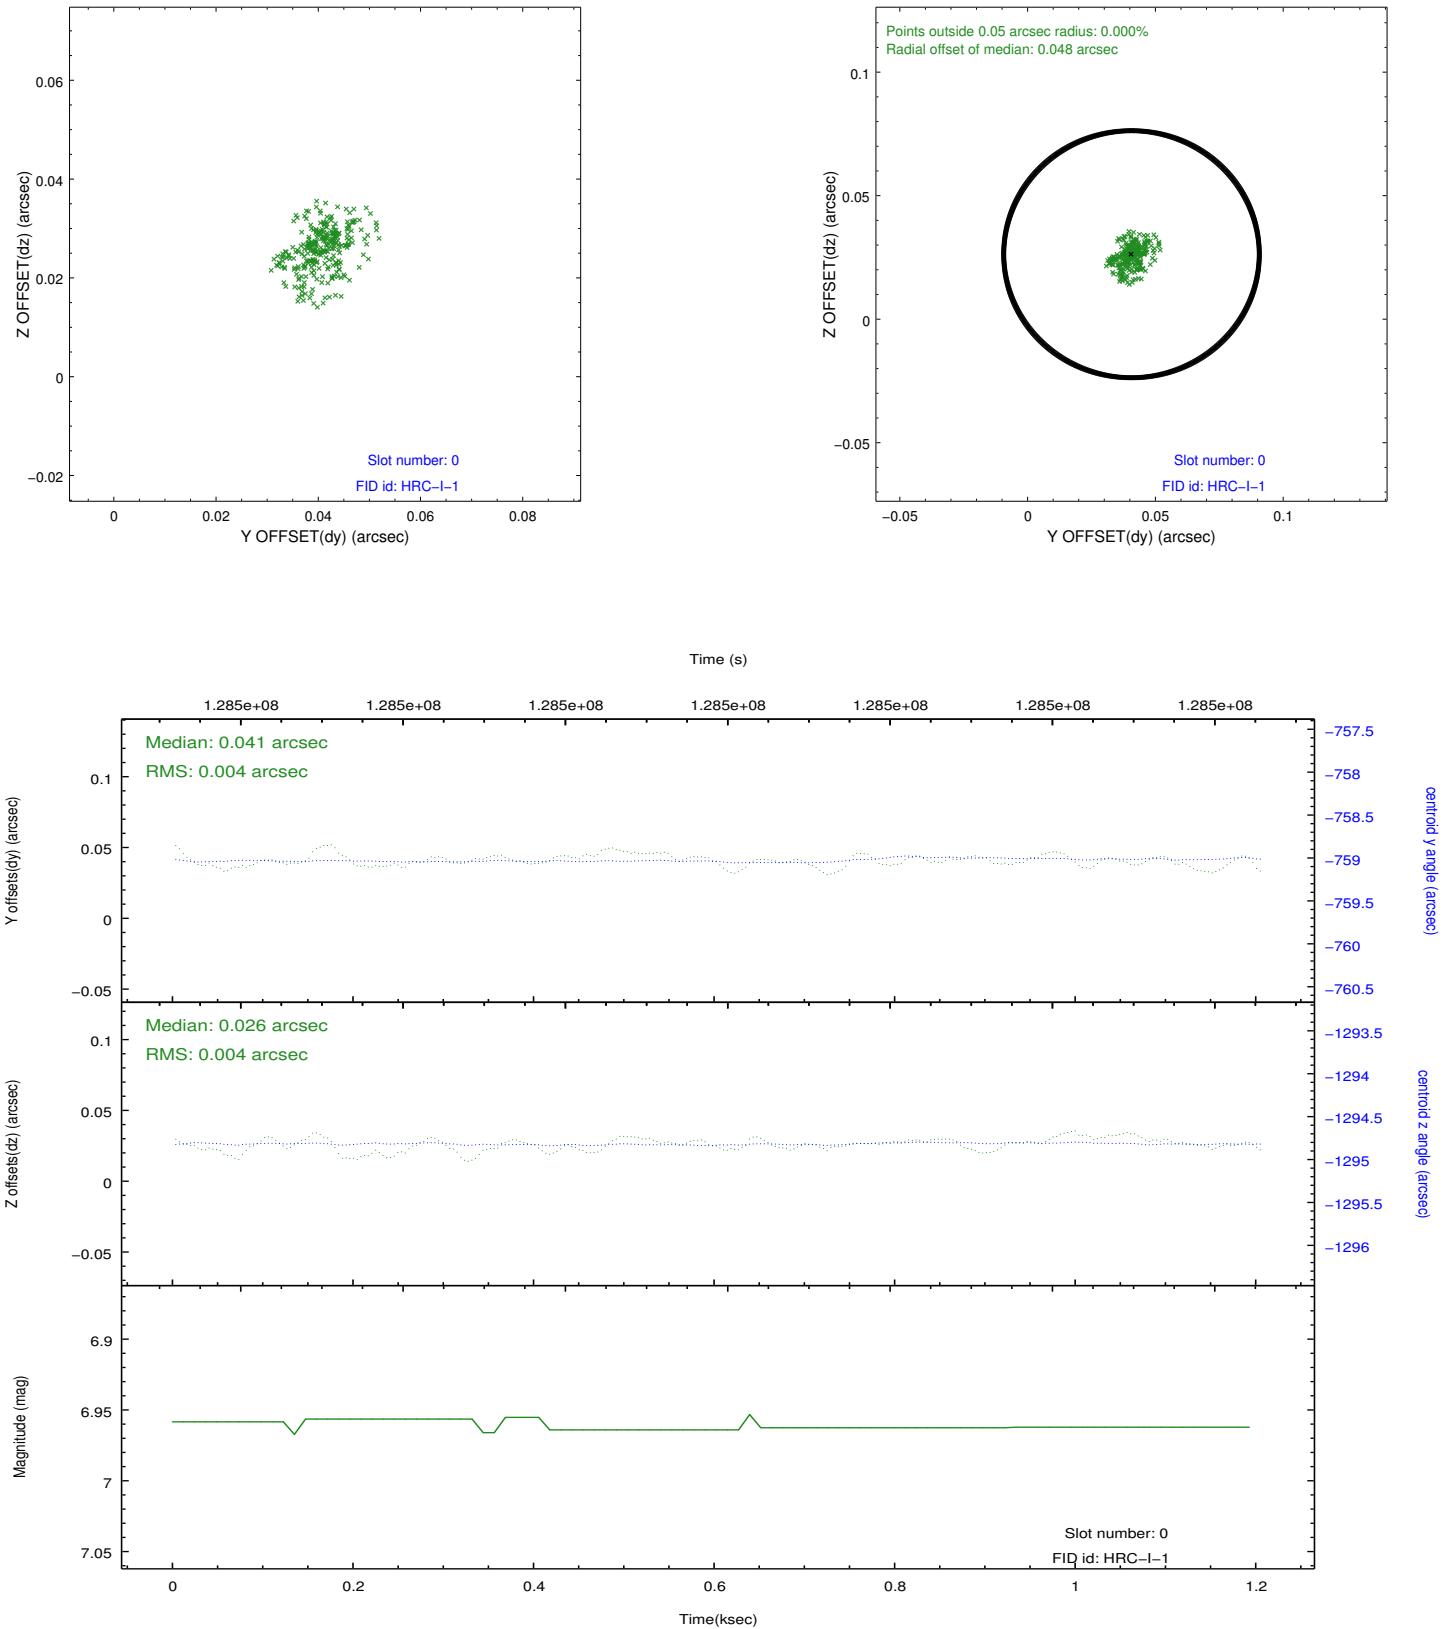 0.06
0.04
0.02
0
−0.02
Z OFFSET(dz) (arcsec)
Slot number: 0
FID id: HRC−I−1
0
0.02
0.04
0.06
0.08
Y OFFSET(dy) (arcsec)
Points outside 0.05 arcsec radius: 0.000%
Radial offset of median: 0.048 arcsec
0.1
0.05
0
−0.05
Z OFFSET(dz) (arcsec)
Slot number: 0
FID id: HRC−I−1
−0.05
0
0.05
0.1
Y OFFSET(dy) (arcsec)
Time (s)
1.285e+08
1.285e+08
1.285e+08
1.285e+08
1.285e+08
1.285e+08
1.285e+08
Median: 0.041 arcsec
RMS: 0.004 arcsec
0.1
0.05
0
−0.05
Y offsets(dy) (arcsec)
−757.5
−758
−758.5
−759
−759.5
−760
−760.5
centroid y angle (arcsec)
Median: 0.026 arcsec
RMS: 0.004 arcsec
0.1
0.05
0
−0.05
Z offsets(dz) (arcsec)
−1293.5
−1294
−1294.5
−1295
−1295.5
−1296
centroid z angle (arcsec)
6.9
6.95
7
7.05
Magnitude (mag)
Slot number: 0
FID id: HRC−I−1
0
0.2
0.4
0.6
0.8
1
1.2
Time(ksec)